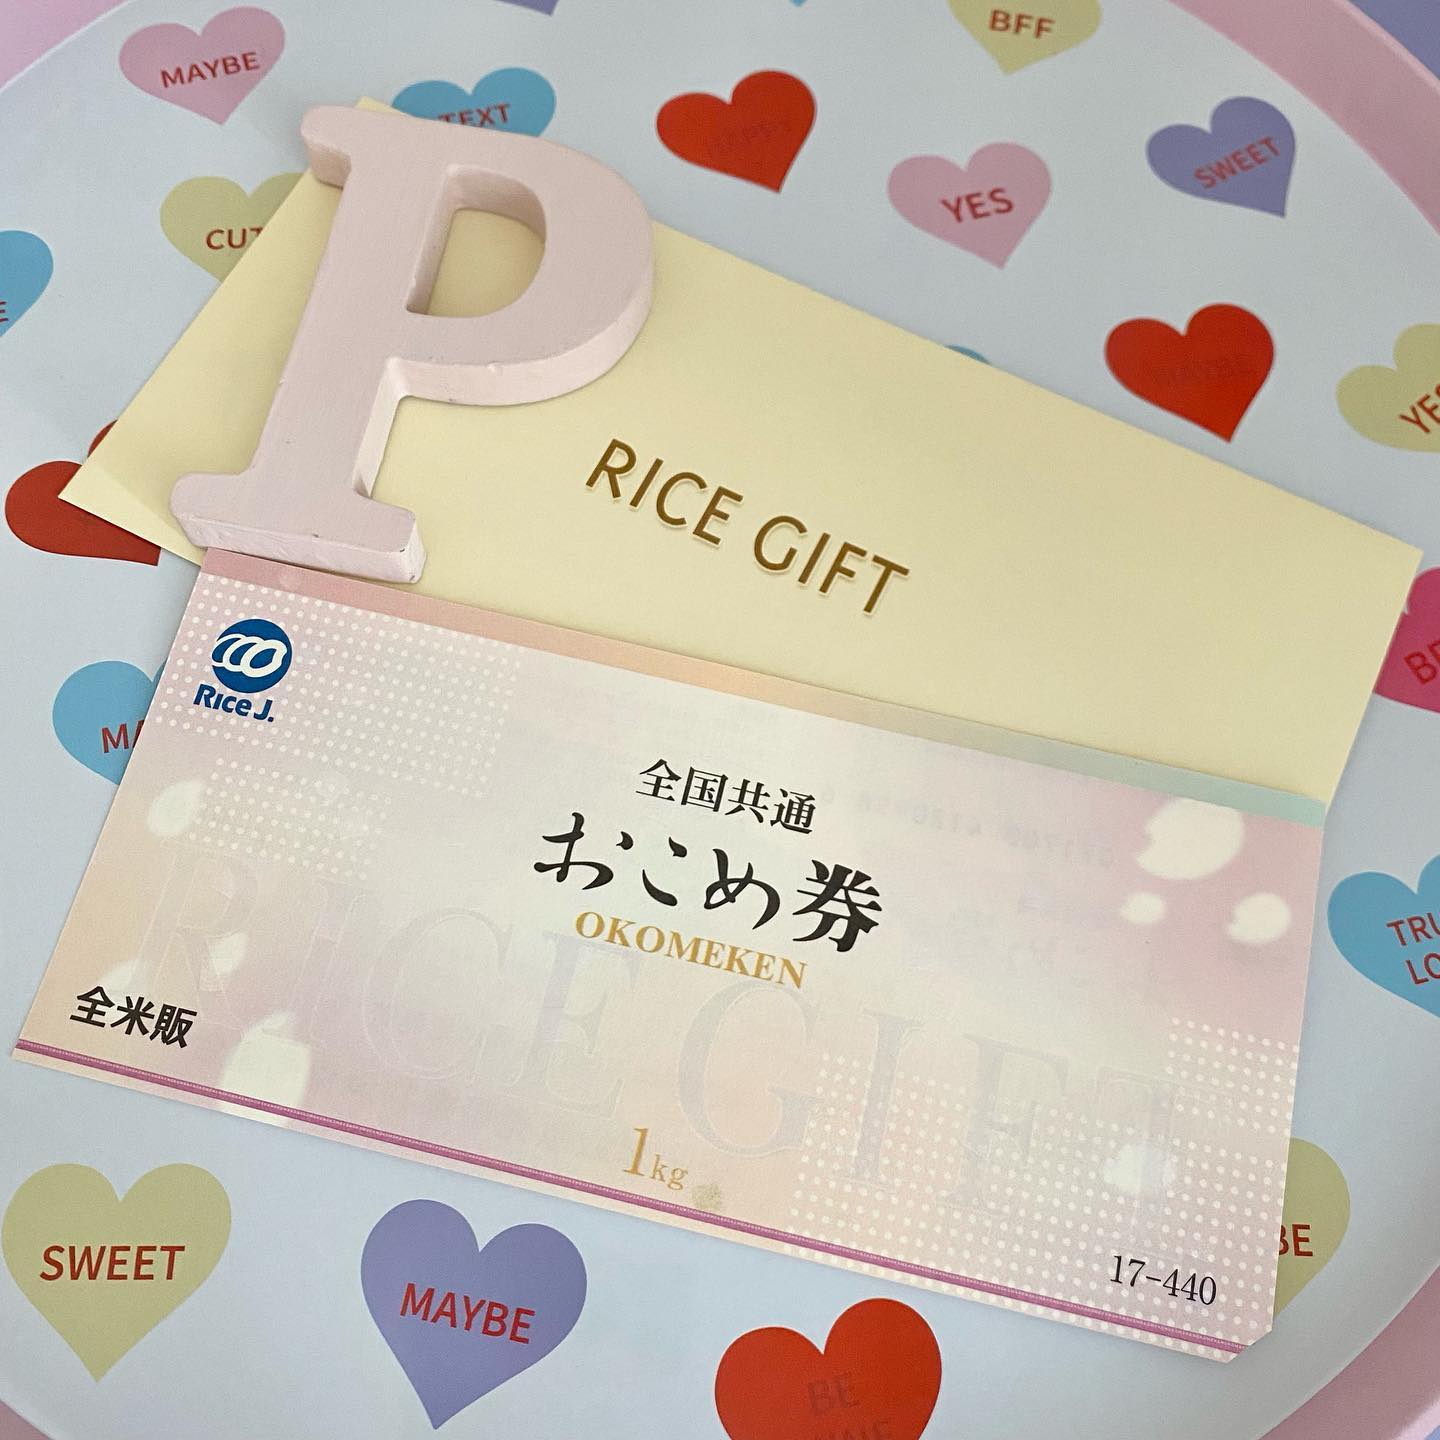 MAYBE
TEXT
BFF
YES
SWEET
YES
RICE GIFT
Rice J.
全国共通
おこめ券
OKOMEKEN
RICE GIFT
全米販
1kg
17-440
SWEET
MAYBE
BE